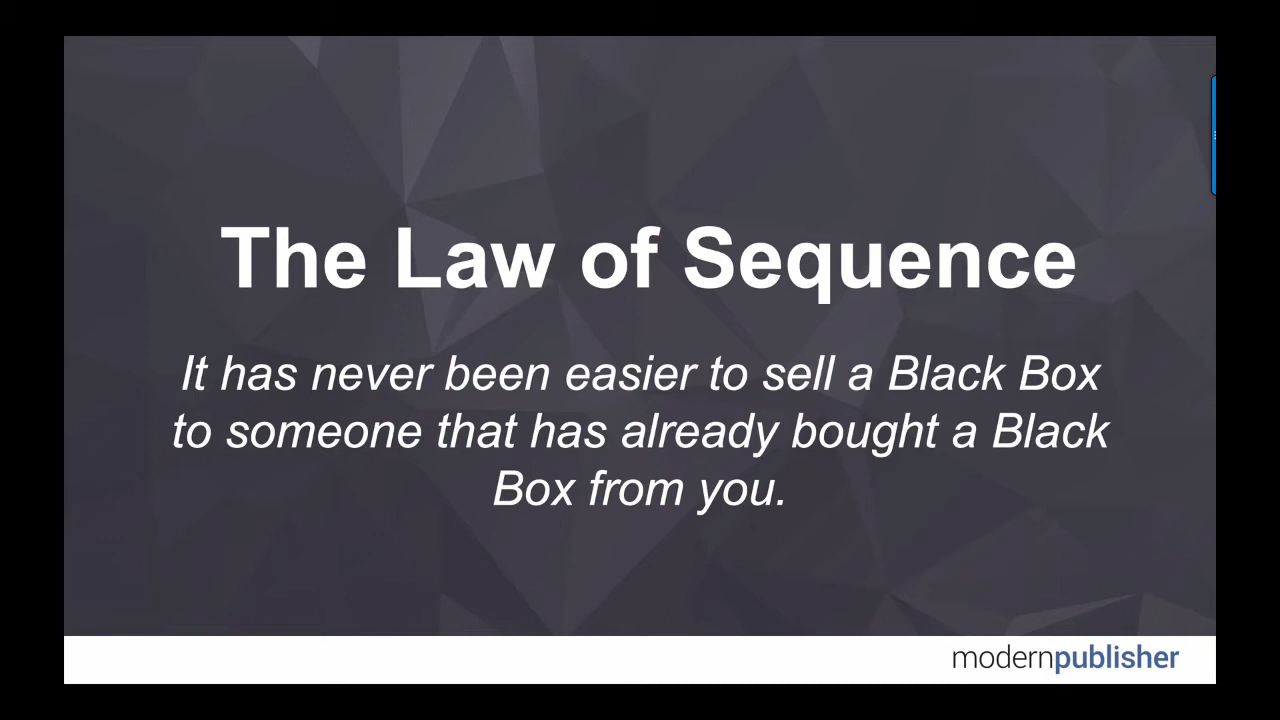 The Law of Sequence
It has never been easier to sell a Black Box
to someone that has already bought a Black
Box from you.
modernpublisher